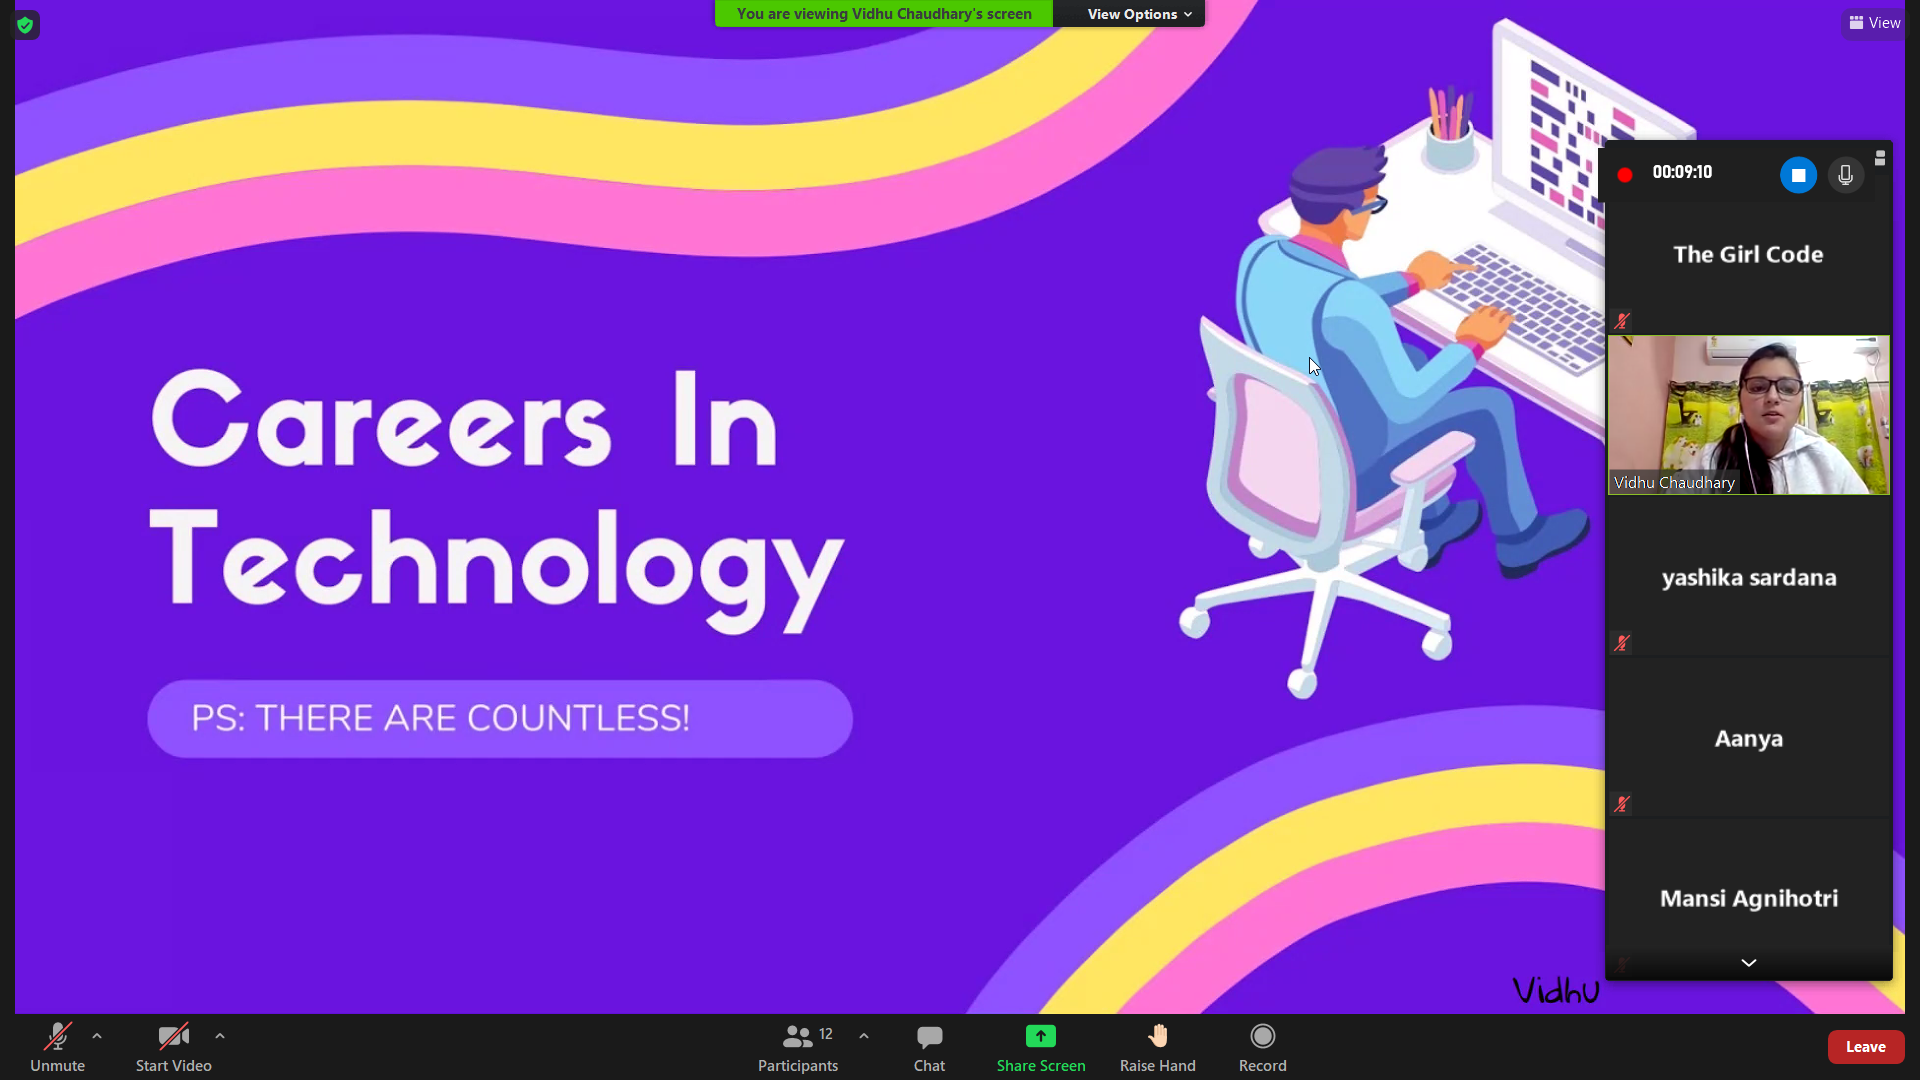 You are viewing Vidhu Chaudhary's screen
View Options
View
00:09:10
The Girl Code
Vidhu Chaudhary
yashika sardana
Aanya
Mansi Agnihotri
Careers In
Technology
PS: THERE ARE COUNTLESS!
Vidhu
Unmute
Start Video
12
Participants
Chat
Share Screen
Raise Hand
Record
Leave